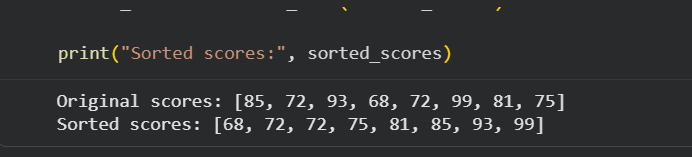 print("Sorted scores:", sorted_scores)
Original scores: [85, 72, 93, 68, 72, 99, 81, 75]
Sorted scores: [68, 72, 72, 75, 81, 85, 93, 99]